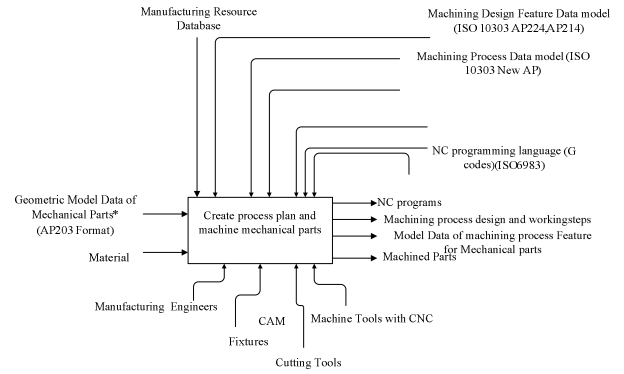 Manufacturing Resource
Database
Machining Design Feature Data model
(ISO 10303 AP224,AP214)
Machining Process Data model (ISO
10303 New AP)
NC programming language (G
codes)(ISO6983)
Geometric Model Data of
Mechanical Parts*
(AP203 Format)
Material
Create process plan and
machine mechanical parts
NC programs
Machining process design and workingsteps
Model Data of machining process Feature
for Mechanical parts
Machined Parts
Manufacturing Engineers
Fixtures
CAM
Cutting Tools
Machine Tools with CNC